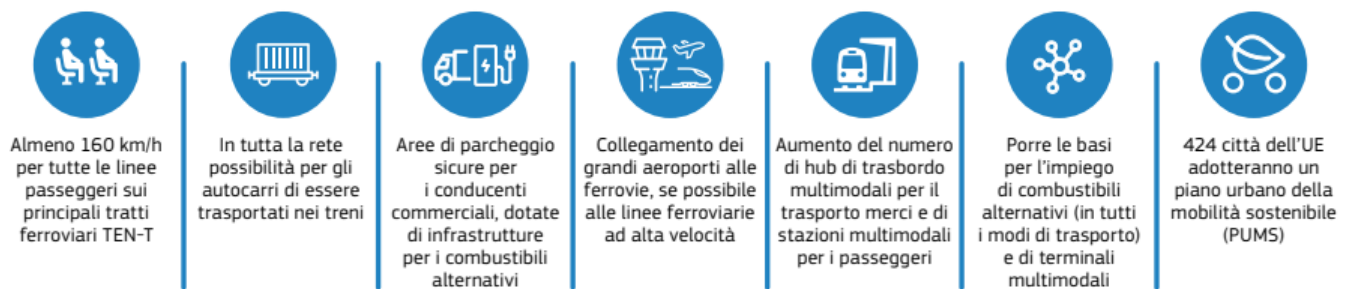 Almeno 160 km/h
per tutte le linee
passeggeri sui
principali tratti
ferroviari TEN-T
In tutta la rete
possibilità per gli
autocarri di essere
trasportati nei treni
Aree di parcheggio
sicure per
i conducenti
commerciali, dotate
di infrastrutture
per i combustibili
alternativi
Collegamento dei
grandi aeroporti alle
ferrovie, se possibile
alle linee ferroviarie
ad alta velocità
Aumento del numero
di hub di trasbordo
multimodali per il
trasporto merci e di
stazioni multimodali
per i passeggeri
Porre le basi
per l'impiego
di combustibili
alternativi (in tutti
i modi di trasporto)
e di terminali
multimodali
424 città dell'UE
adotteranno un
piano urbano della
mobilità sostenibile
(PUMS)